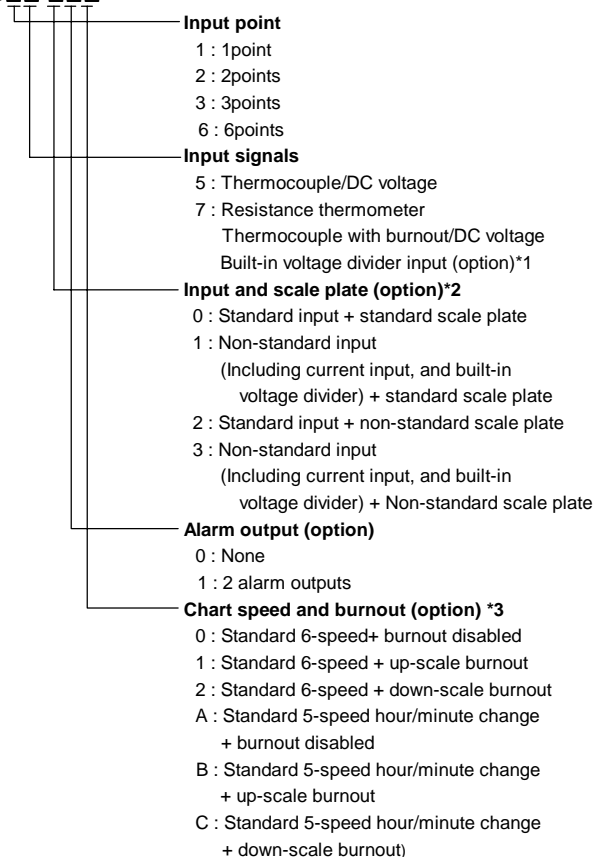 Input point
1 : 1point
2 : 2points
3 : 3points
6 : 6points
Input signals
5 : Thermocouple/DC voltage
7 : Resistance thermometer
Thermocouple with burnout/DC voltage
Built-in voltage divider input (option)*1
Input and scale plate (option)*2
0 : Standard input + standard scale plate
1 : Non-standard input
(Including current input, and built-in
voltage divider) + standard scale plate
2 : Standard input + non-standard scale plate
3 : Non-standard input
(Including current input, and built-in
voltage divider) + Non-standard scale plate
Alarm output (option)
0 : None
1 : 2 alarm outputs
Chart speed and burnout (option) *3
0 : Standard 6-speed+ burnout disabled
1 : Standard 6-speed + up-scale burnout
2 : Standard 6-speed + down-scale burnout
A : Standard 5-speed hour/minute change
+ burnout disabled
B : Standard 5-speed hour/minute change
+ up-scale burnout
C : Standard 5-speed hour/minute change
+ down-scale burnout)